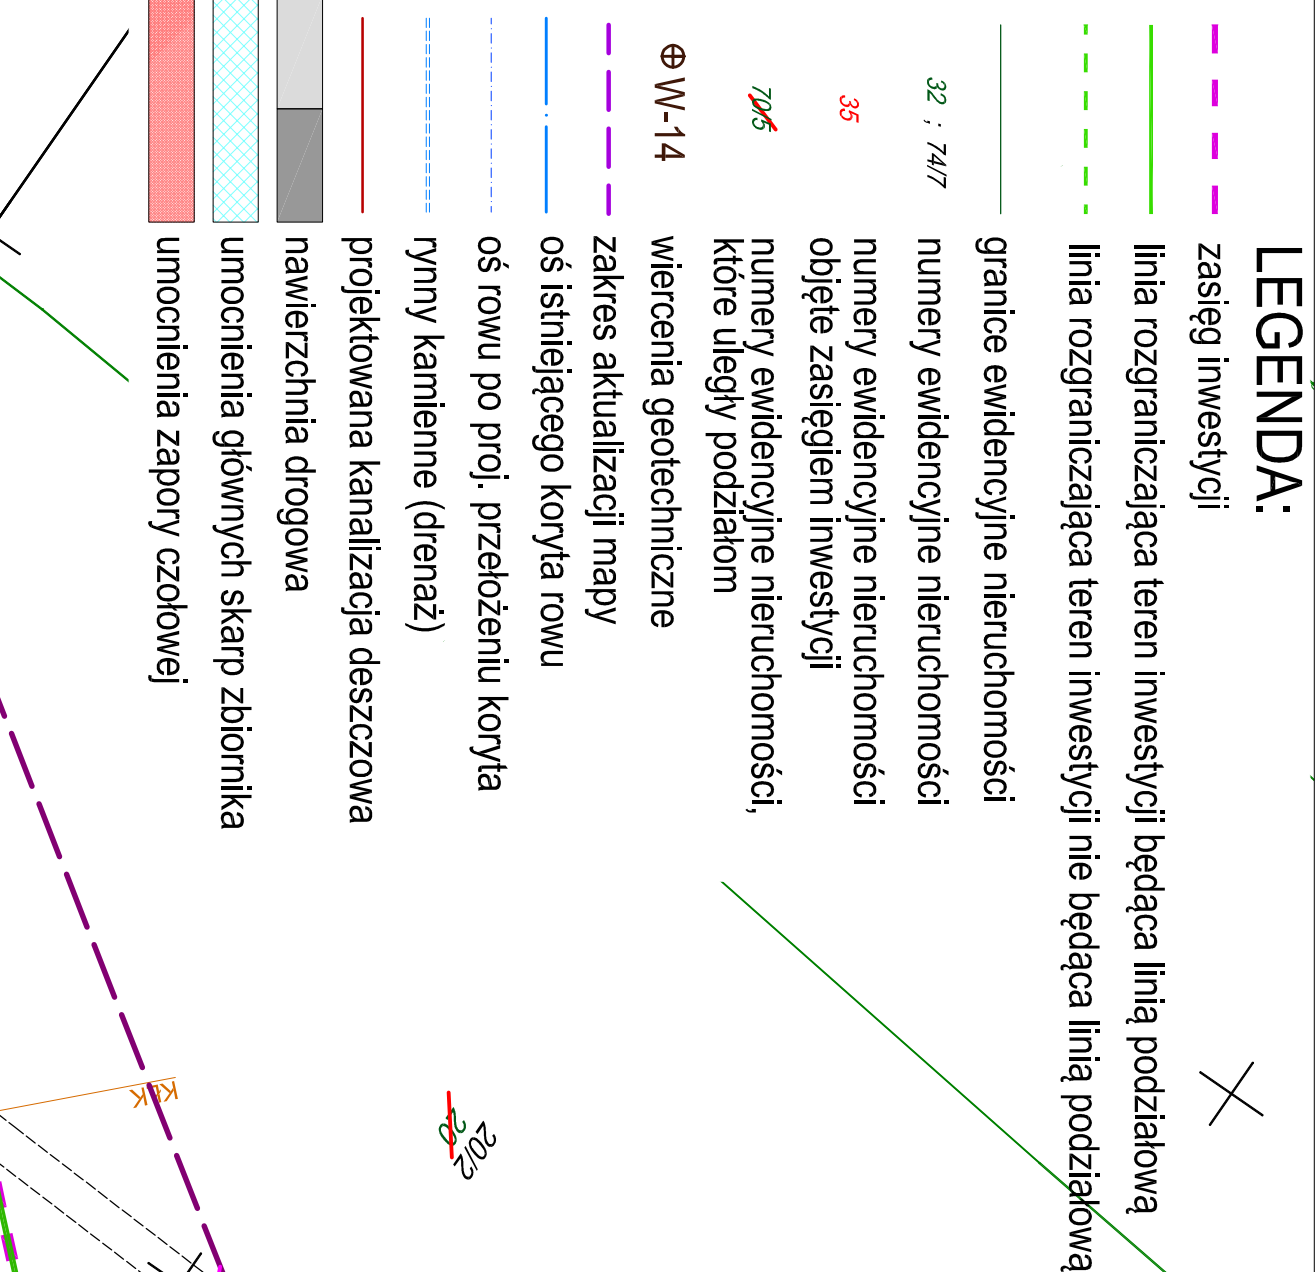 LEGENDA:
zasięg inwestycji
linia rozgraniczająca teren inwestycji będąca linią podziałową
linia rozgraniczająca teren inwestycji nie będąca linią podziałową
granice ewidencyjne nieruchomości
32 ; 74/7 numery ewidencyjne nieruchomości
35 numery ewidencyjne nieruchomości
objęte zasięgiem inwestycji
70/5 numery ewidencyjne nieruchomości,
które uległy podziałom
W-14 wiercenia geotechniczne
zakres aktualizacji mapy
oś istniejącego koryta rowu
oś rowu po proj. przełożeniu koryta
rynny kamienne (drenaż)
projektowana kanalizacja deszczowa
nawierzchnia drogowa
umocnienia głównych skarp zbiornika
umocnienia zapory czołowej
20/2
20